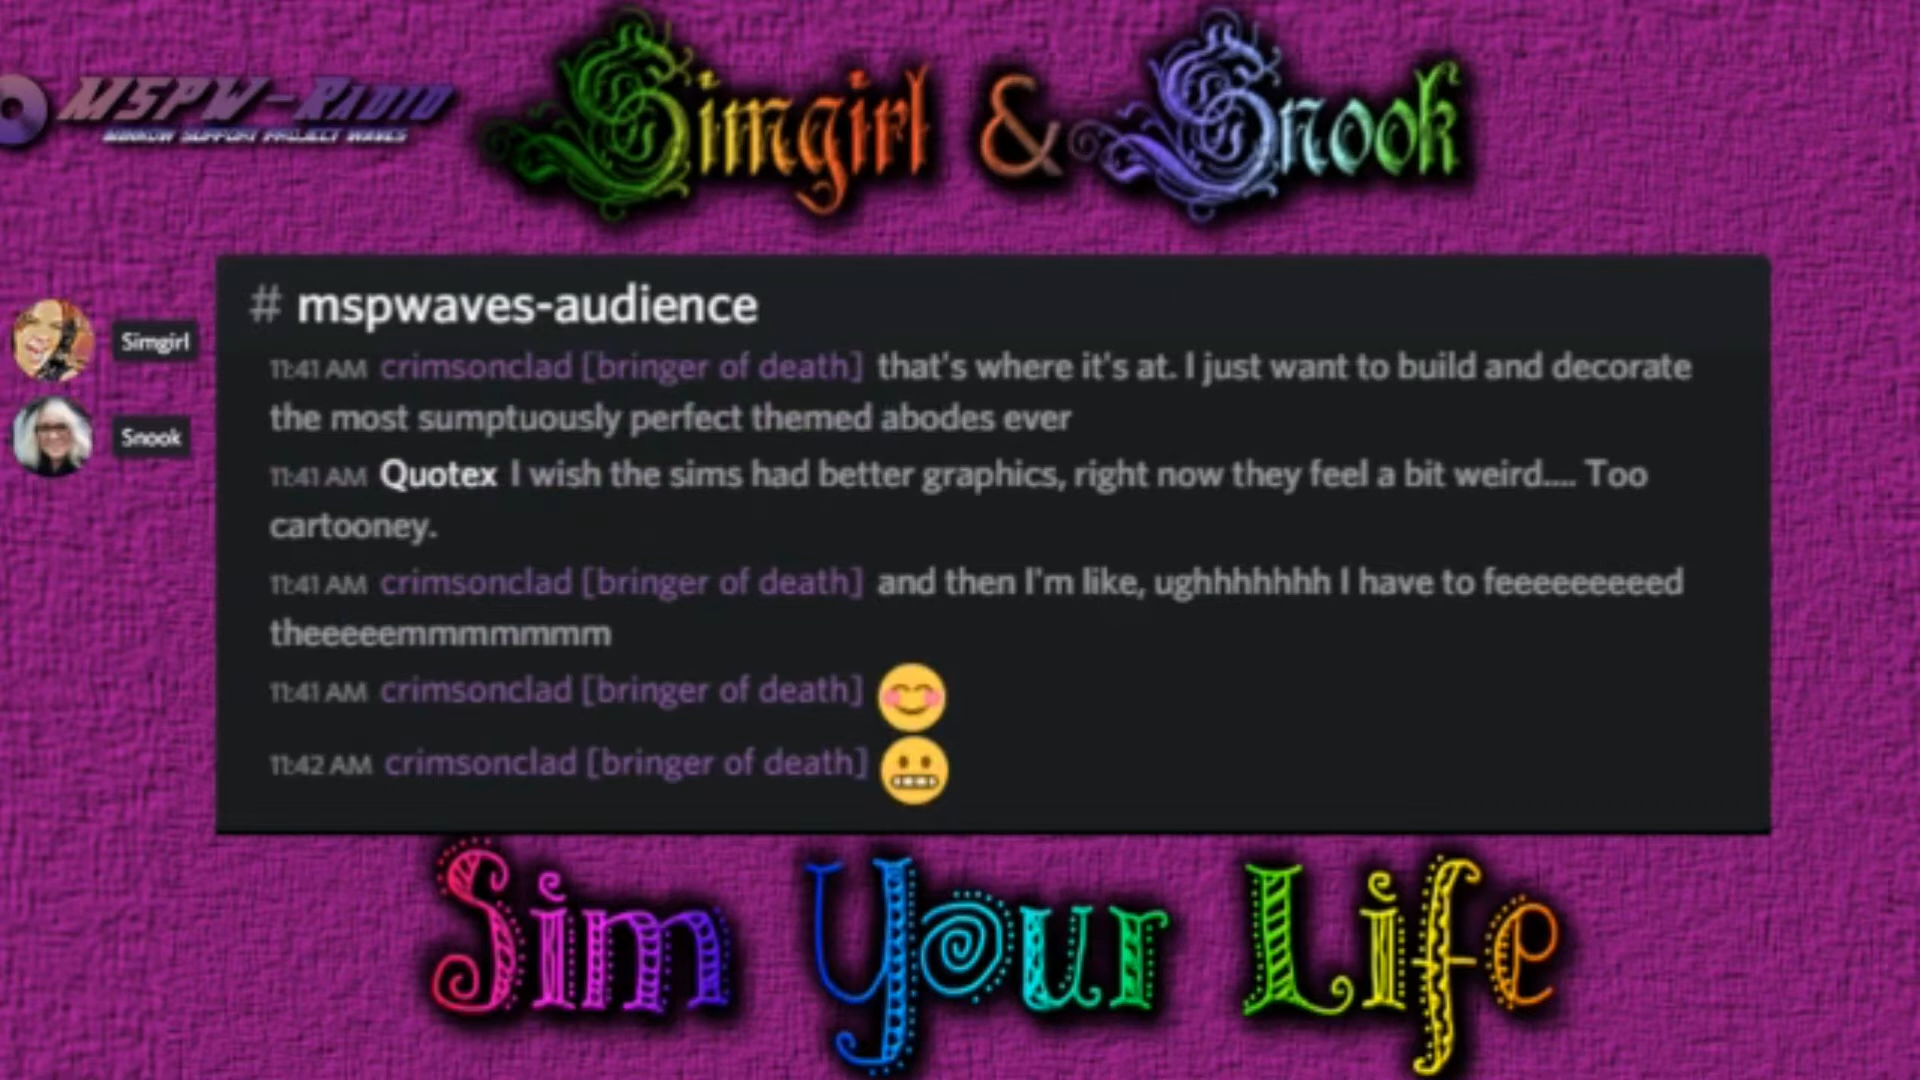 MSPW-Radio
MINNOW SUPPORT PROJECT WAVES
Simgirl & Snook
# mspwaves-audience
Simgirl
Snook
11:41 AM crimsonclad [bringer of death] that's where it's at. I just want to build and decorate
the most sumptuously perfect themed abodes ever
11:41 AM Quotex I wish the sims had better graphics, right now they feel a bit weird.... Too
cartooney.
11:41 AM crimsonclad [bringer of death] and then I'm like, ughhhhhhh I have to feeeeeeeeed
theeeeemmmmmmm
11:41 AM crimsonclad [bringer of death] 😊
11:42 AM crimsonclad [bringer of death] 😬
Sim Your Life